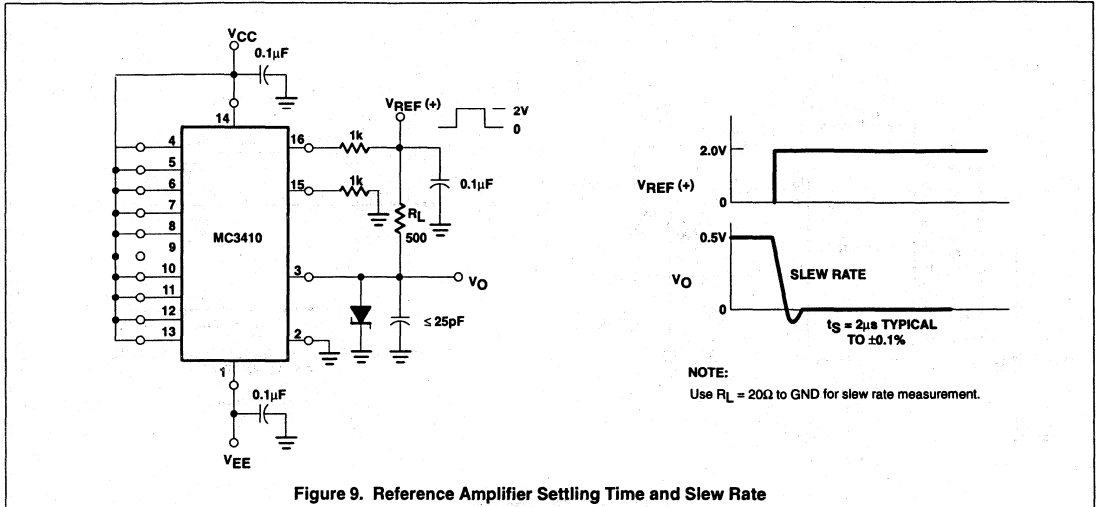 VCC
0.1μF
14
4
5
6
7
8
9
10
11
12
13
MC3410
16
1k
15
1k
3
2
1
VREF (+)
2V
0
0.1μF
RL
500
VO
≤ 25pF
0.1μF
VEE
2.0V
VREF (+)
0
0.5V
VO
SLEW RATE
0
tS = 2μs TYPICAL
TO ±0.1%
NOTE:
Use RL = 20Ω to GND for slew rate measurement.
Figure 9. Reference Amplifier Settling Time and Slew Rate